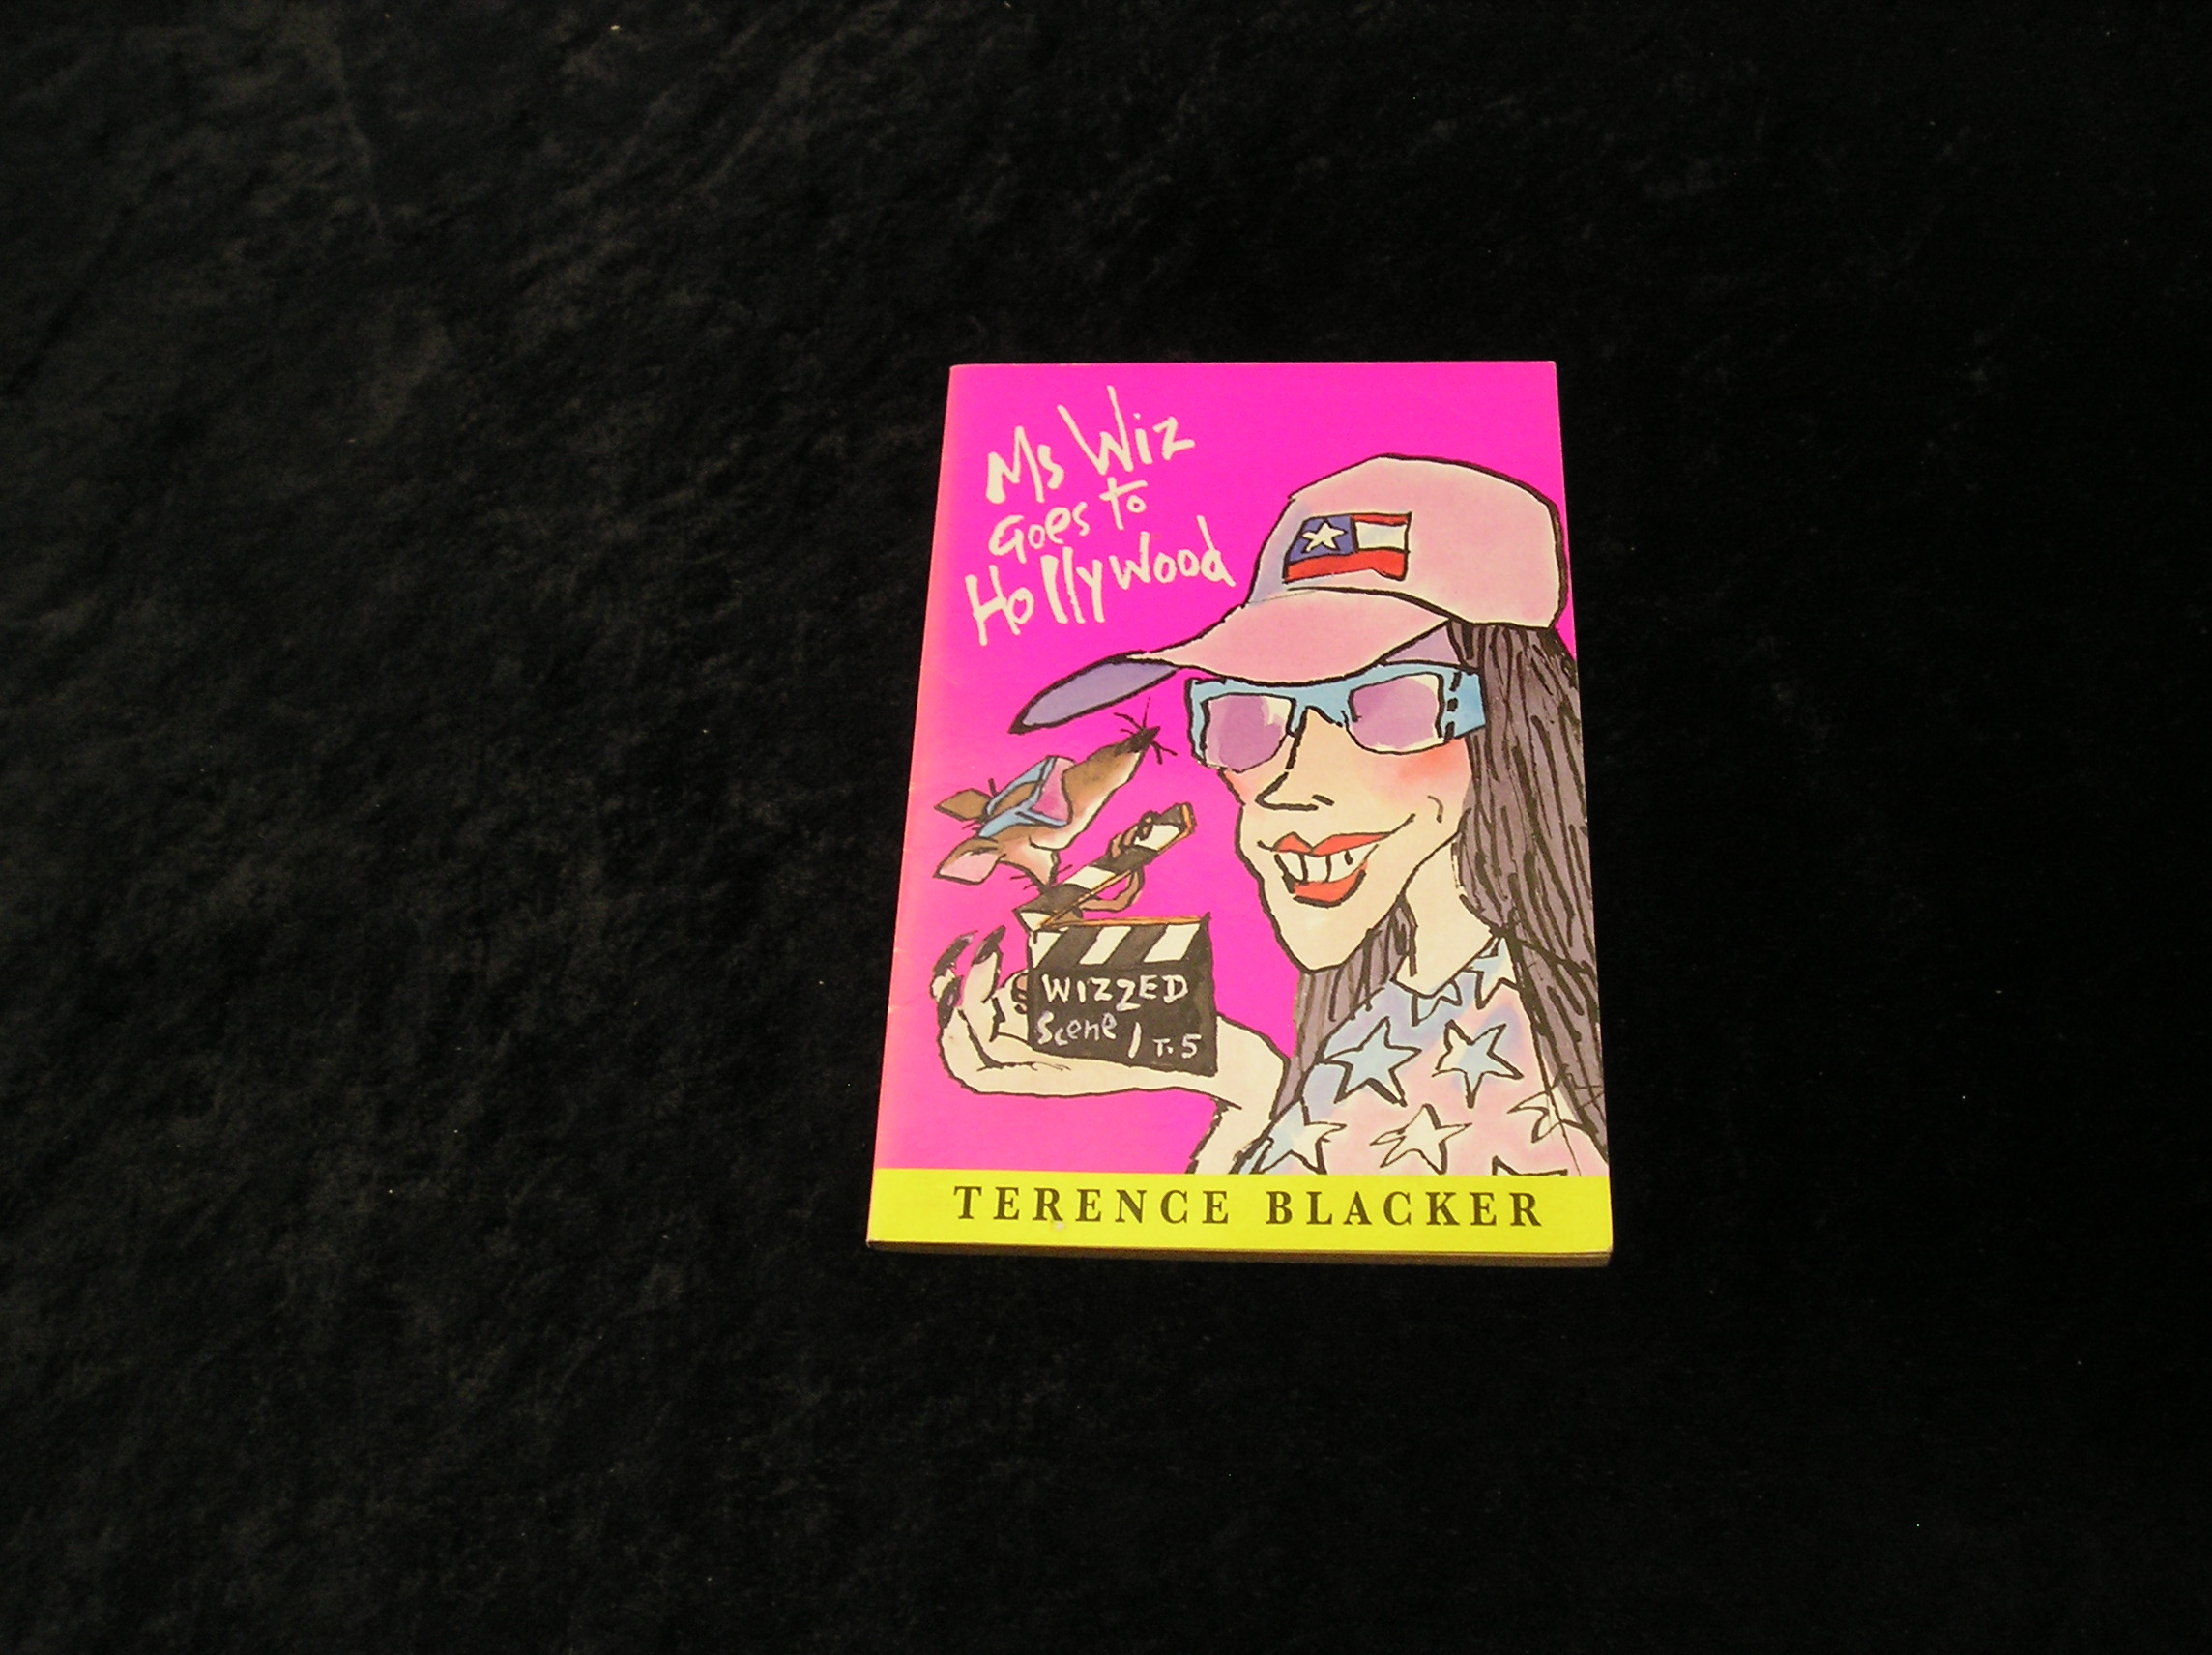 Ms Wiz
Goes to
Hollywood
WIZZED
Scene 1 T.5
TERENCE BLACKER